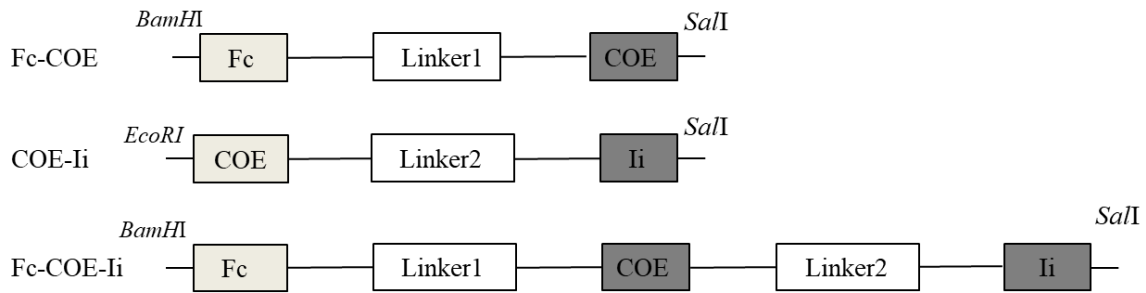 BamHI SalI
Fc-COE Fc Linker1 COE
EcoRI SalI
COE-Ii COE Linker2 Ii
BamHI SalI
Fc-COE-Ii Fc Linker1 COE Linker2 Ii